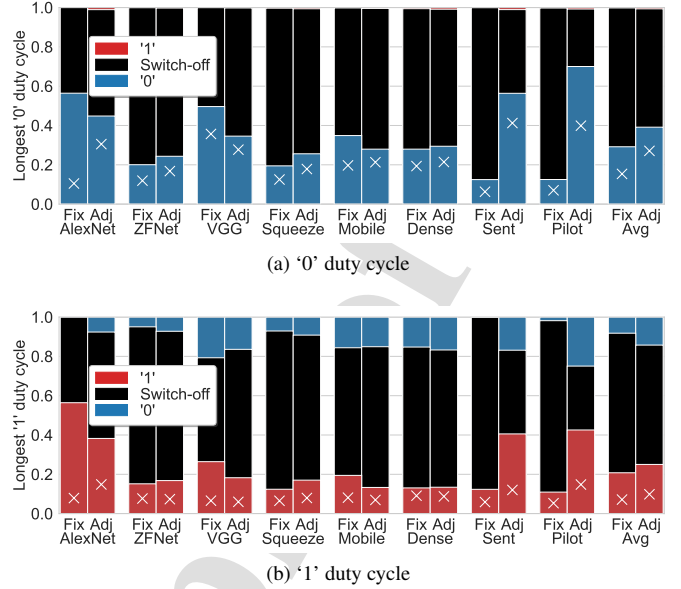 Longest '0' duty cycle
1.0
0.8
0.6
0.4
0.2
0.0
'1'
Switch-off
'0'
Fix Adj Fix Adj Fix Adj Fix Adj Fix Adj Fix Adj Fix Adj Fix Adj Fix Adj
AlexNet ZFNet VGG Squeeze Mobile Dense Sent Pilot Avg
(a) ‘0’ duty cycle
Longest '1' duty cycle
1.0
0.8
0.6
0.4
0.2
0.0
'1'
Switch-off
'0'
Fix Adj Fix Adj Fix Adj Fix Adj Fix Adj Fix Adj Fix Adj Fix Adj Fix Adj
AlexNet ZFNet VGG Squeeze Mobile Dense Sent Pilot Avg
(b) ‘1’ duty cycle